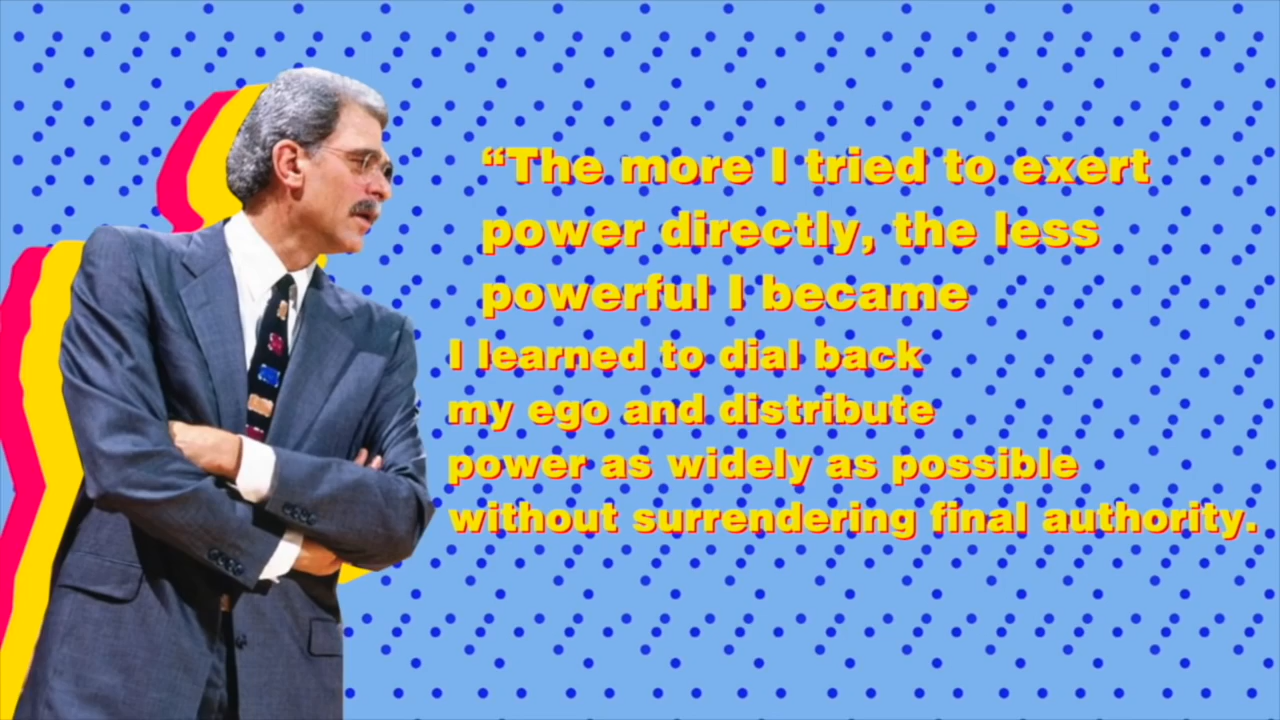 “The more I tried to exert
power directly, the less
powerful I became
I learned to dial back
my ego and distribute
power as widely as possible
without surrendering final authority.